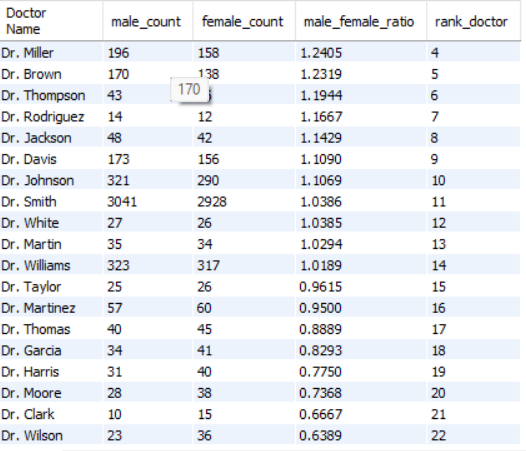 Doctor Name male_count female_count male_female_ratio rank_doctor
Dr. Miller 196 158 1.2405 4
Dr. Brown 170 138 1.2319 5
170
Dr. Thompson 43 1.1944 6
Dr. Rodriguez 14 12 1.1667 7
Dr. Jackson 48 42 1.1429 8
Dr. Davis 173 156 1.1090 9
Dr. Johnson 321 290 1.1069 10
Dr. Smith 3041 2928 1.0386 11
Dr. White 27 26 1.0385 12
Dr. Martin 35 34 1.0294 13
Dr. Williams 323 317 1.0189 14
Dr. Taylor 25 26 0.9615 15
Dr. Martinez 57 60 0.9500 16
Dr. Thomas 40 45 0.8889 17
Dr. Garcia 34 41 0.8293 18
Dr. Harris 31 40 0.7750 19
Dr. Moore 28 38 0.7368 20
Dr. Clark 10 15 0.6667 21
Dr. Wilson 23 36 0.6389 22